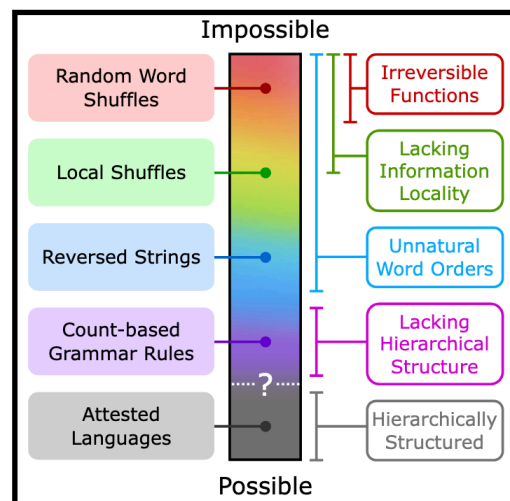 Impossible
Random Word
Shuffles
Irreversible
Functions
Local Shuffles
Lacking
Information
Locality
Reversed Strings
Unnatural
Word Orders
Count-based
Grammar Rules
Lacking
Hierarchical
Structure
?
Attested
Languages
Hierarchically
Structured
Possible